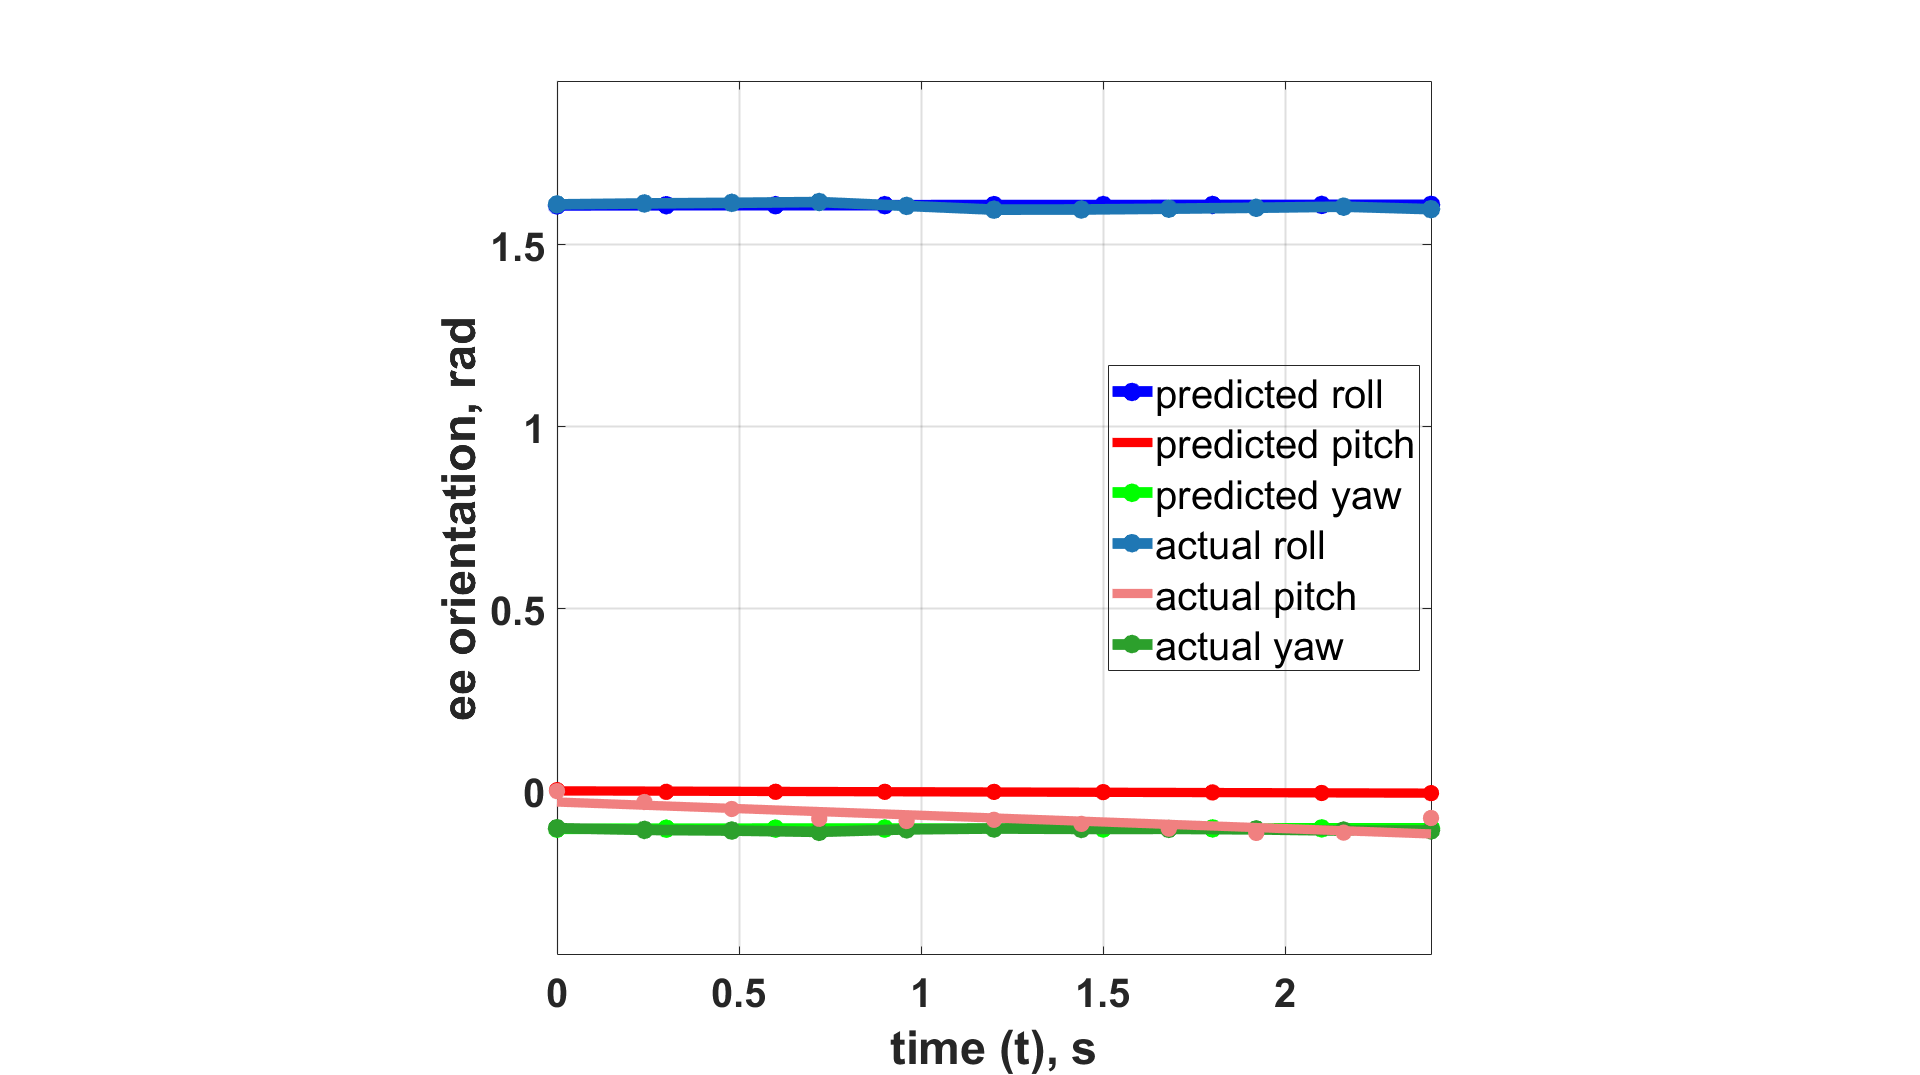 ee orientation, rad
1.5
1
0.5
0
predicted roll
predicted pitch
predicted yaw
actual roll
actual pitch
actual yaw
0 0.5 1 1.5 2
time (t), s